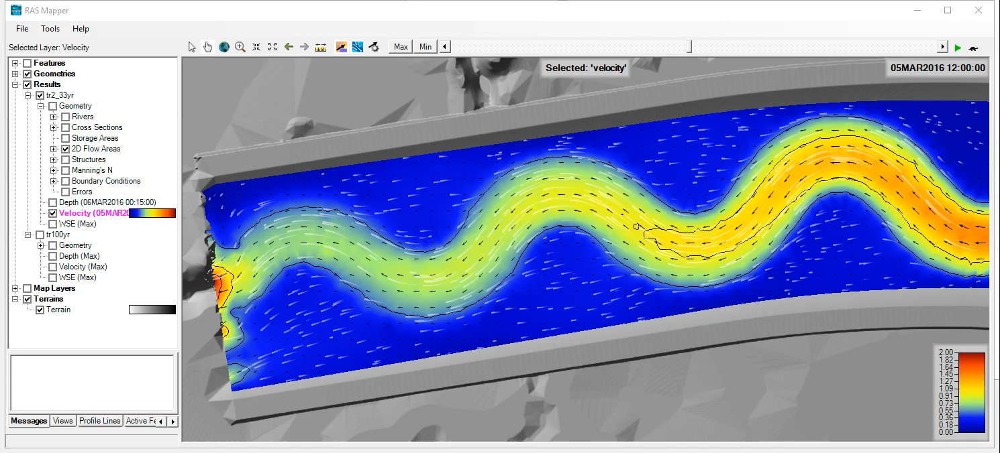 RAS Mapper
File Tools Help
Selected Layer: Velocity
Max Min
Features
Geometries
Results
tr2_33yr
Geometry
Rivers
Cross Sections
Storage Areas
2D Flow Areas
Structures
Manning's N
Boundary Conditions
Errors
Depth (06MAR2016 00:15:00)
Velocity (05MAR20
WSE (Max)
tr100yr
Geometry
Depth (Max)
Velocity (Max)
WSE (Max)
Map Layers
Terrains
Terrain
Messages Views Profile Lines Active Fe
Selected: 'velocity'
05MAR2016 12:00:00
2.00
1.82
1.64
1.45
1.27
1.09
0.91
0.73
0.55
0.36
0.18
0.00